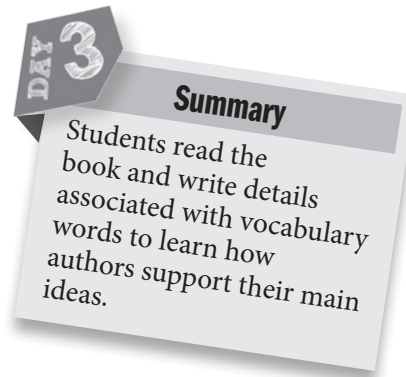 DAY 3
Summary
Students read the
book and write details
associated with vocabulary
words to learn how
authors support their main
ideas.